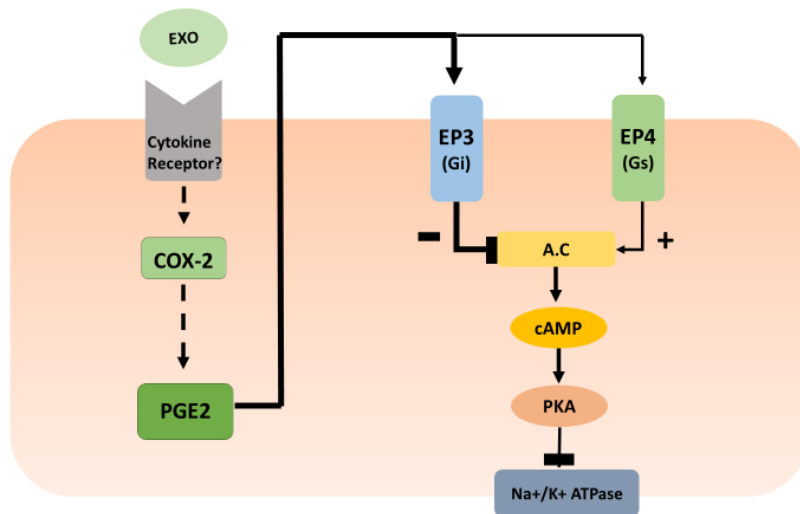 EXO
Cytokine
Receptor?
COX-2
PGE2
EP3
(Gi)
EP4
(Gs)
-
+
A.C
cAMP
PKA
Na+/K+ ATPase